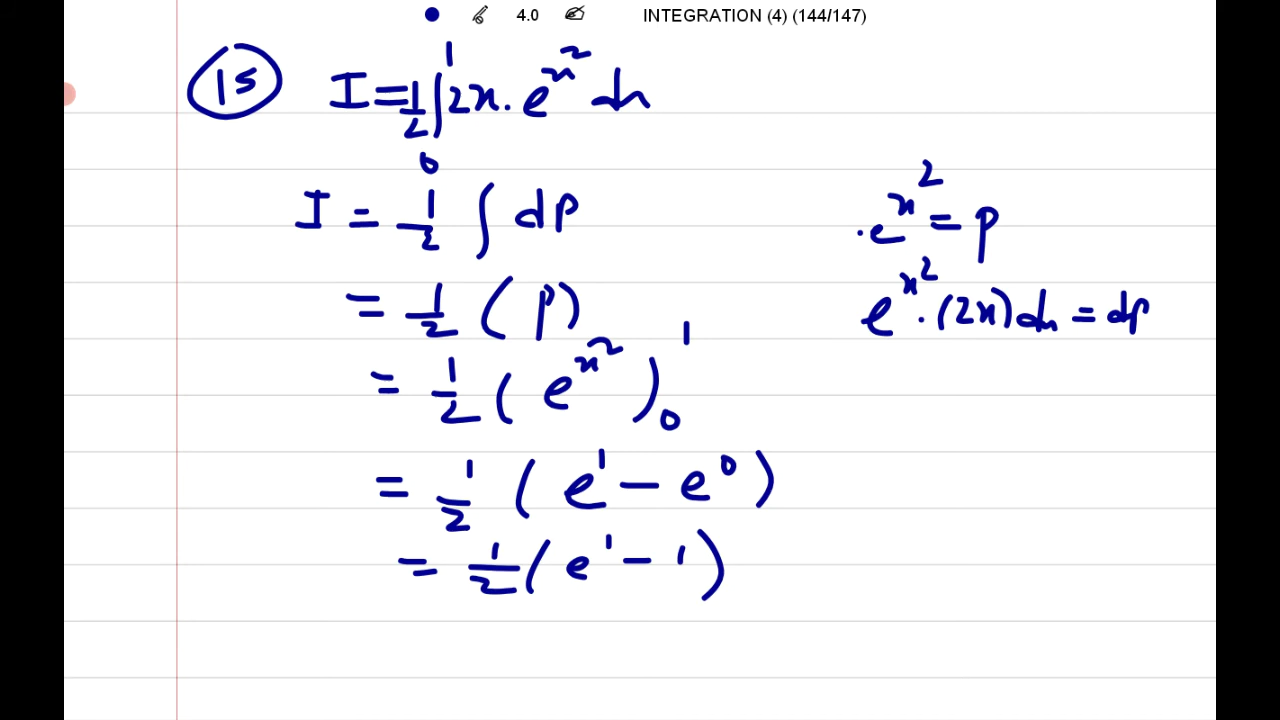 4.0 INTEGRATION (4) (144/147)
15 I = 1/2 ∫₀¹ 2x . e^x² dx
I = 1/2 ∫ dp
= 1/2 (p)
= 1/2 (e^x²)₀¹
= 1/2 (e¹ - e⁰)
= 1/2 (e¹ - 1)
. e^x² = p
e^x² . (2x) dx = dp